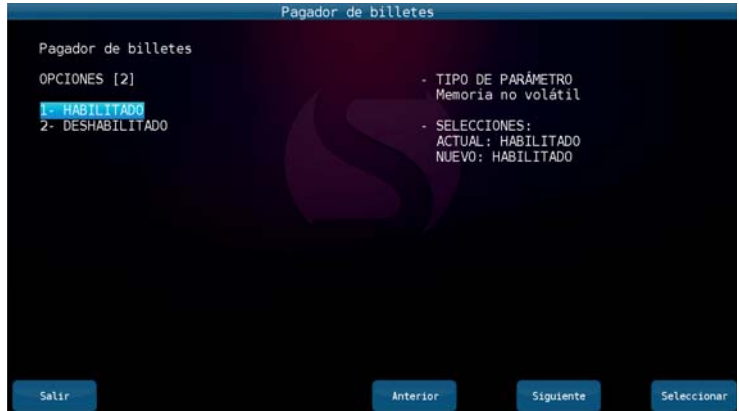 Pagador de billetes
Pagador de billetes
OPCIONES [2]
1- HABILITADO
2- DESHABILITADO
- TIPO DE PARÁMETRO
Memoria no volátil
- SELECCIONES:
ACTUAL: HABILITADO
NUEVO: HABILITADO
Salir
Anterior
Siguiente
Seleccionar